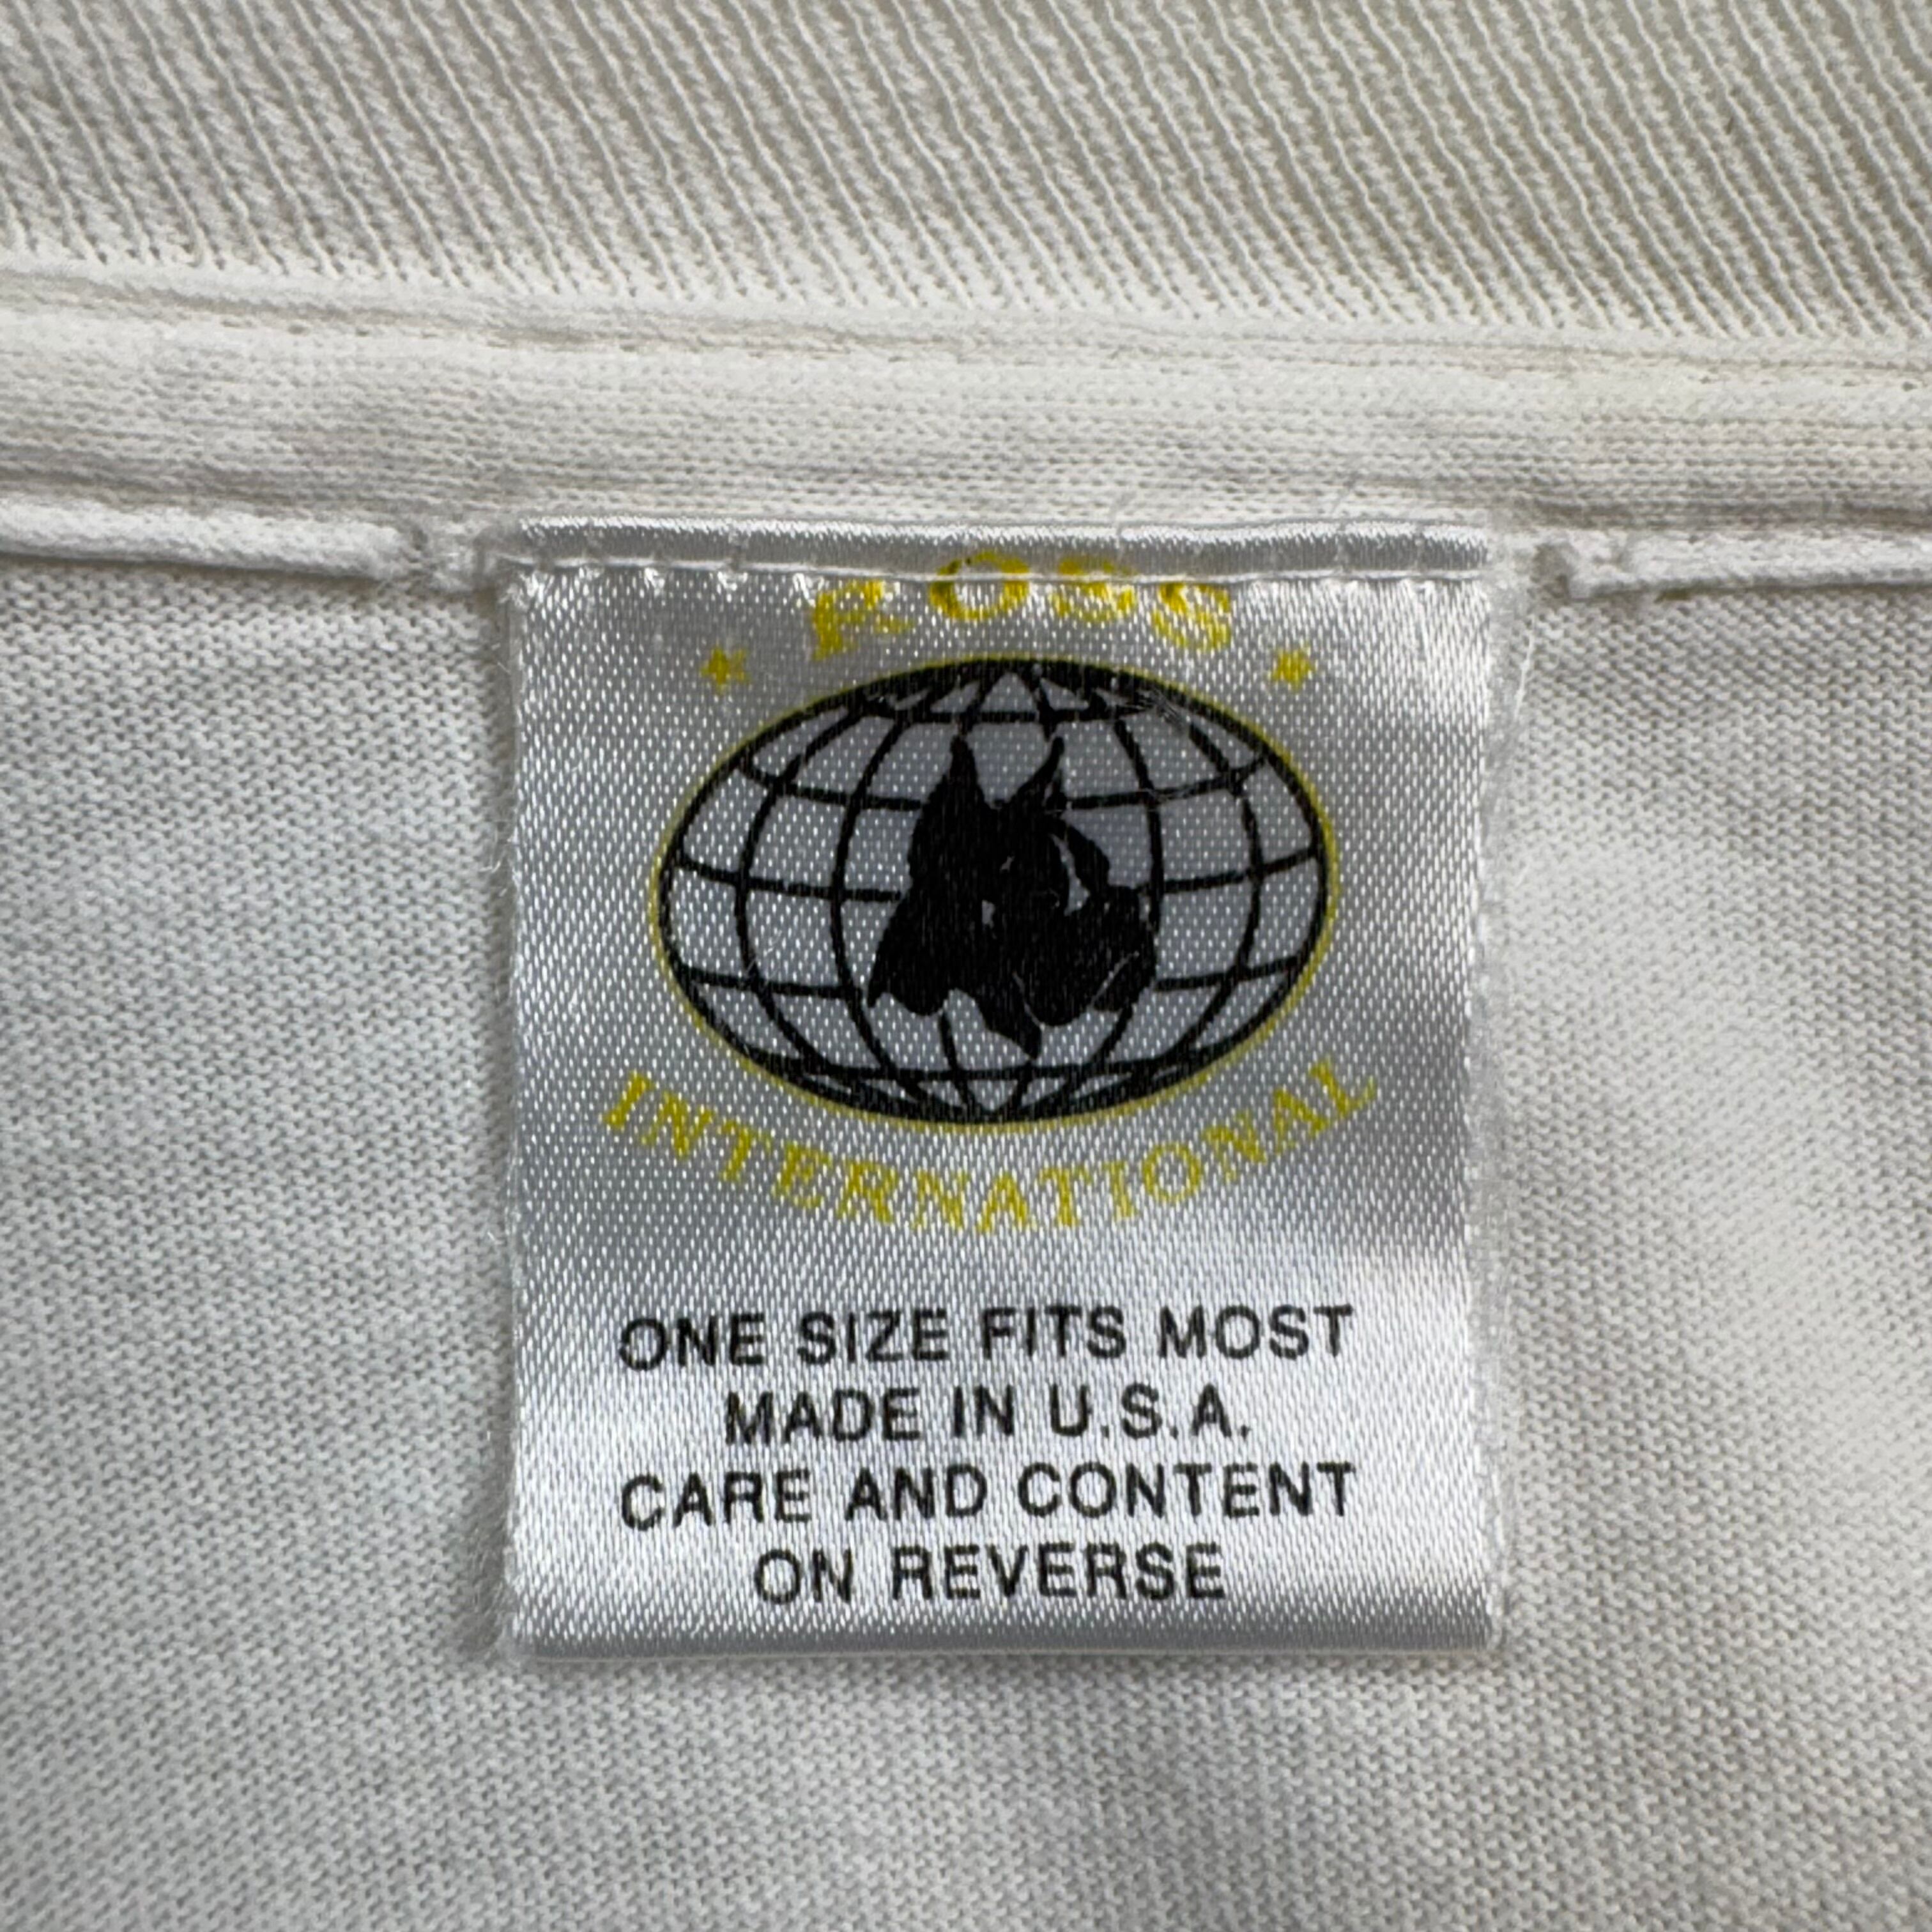 ROSS
INTERNATIONAL
ONE SIZE FITS MOST
MADE IN U.S.A.
CARE AND CONTENT
ON REVERSE